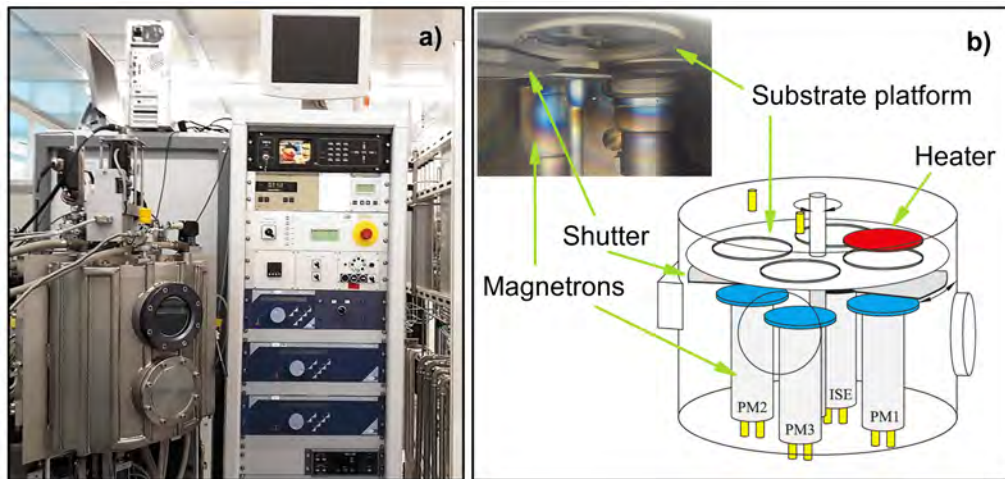 a)
b)
Substrate platform
Heater
Shutter
Magnetrons
PM2
PM3
ISE
PM1